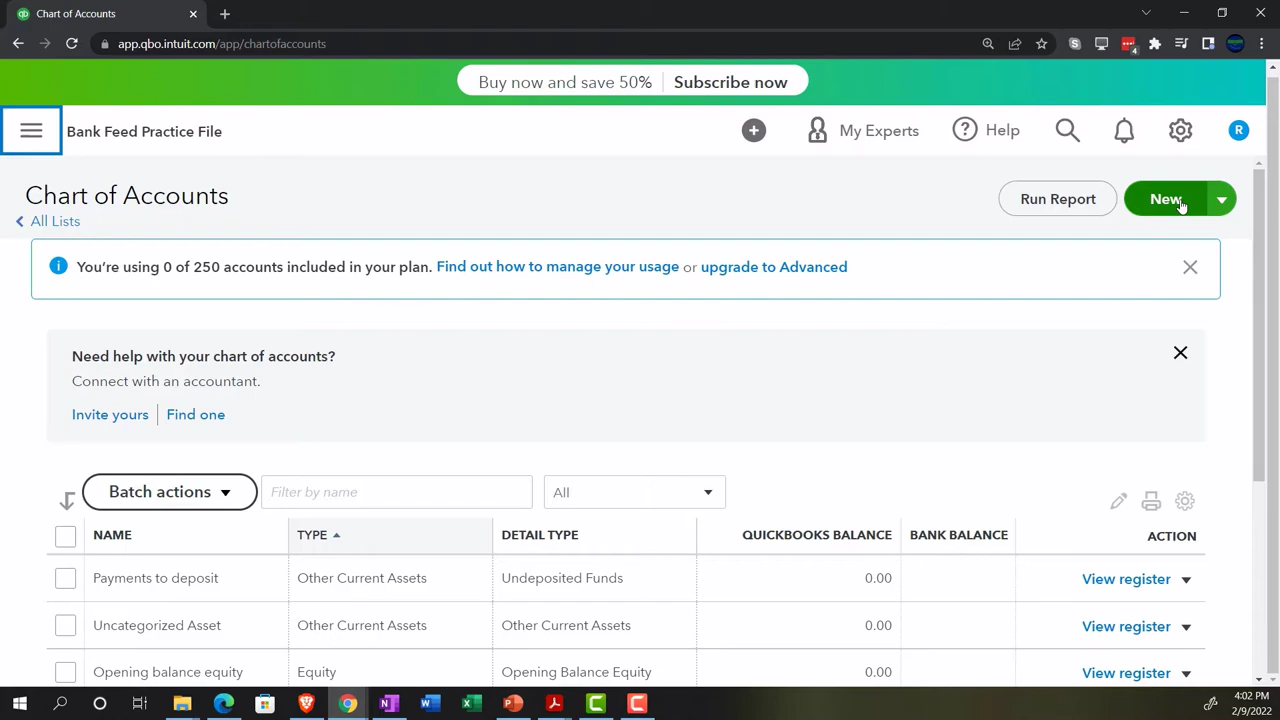 Chart of Accounts
app.qbo.intuit.com/app/chartofaccounts
4
Buy now and save 50% Subscribe now
Bank Feed Practice File
My Experts
Help
R
Chart of Accounts
All Lists
Run Report
New
You're using 0 of 250 accounts included in your plan. Find out how to manage your usage or upgrade to Advanced
Need help with your chart of accounts?
Connect with an accountant.
Invite yours Find one
Batch actions Filter by name All
NAME TYPE DETAIL TYPE QUICKBOOKS BALANCE BANK BALANCE ACTION
Payments to deposit Other Current Assets Undeposited Funds 0.00 View register
Uncategorized Asset Other Current Assets Other Current Assets 0.00 View register
Opening balance equity Equity Opening Balance Equity 0.00 View register
4:02 PM
2/9/2022